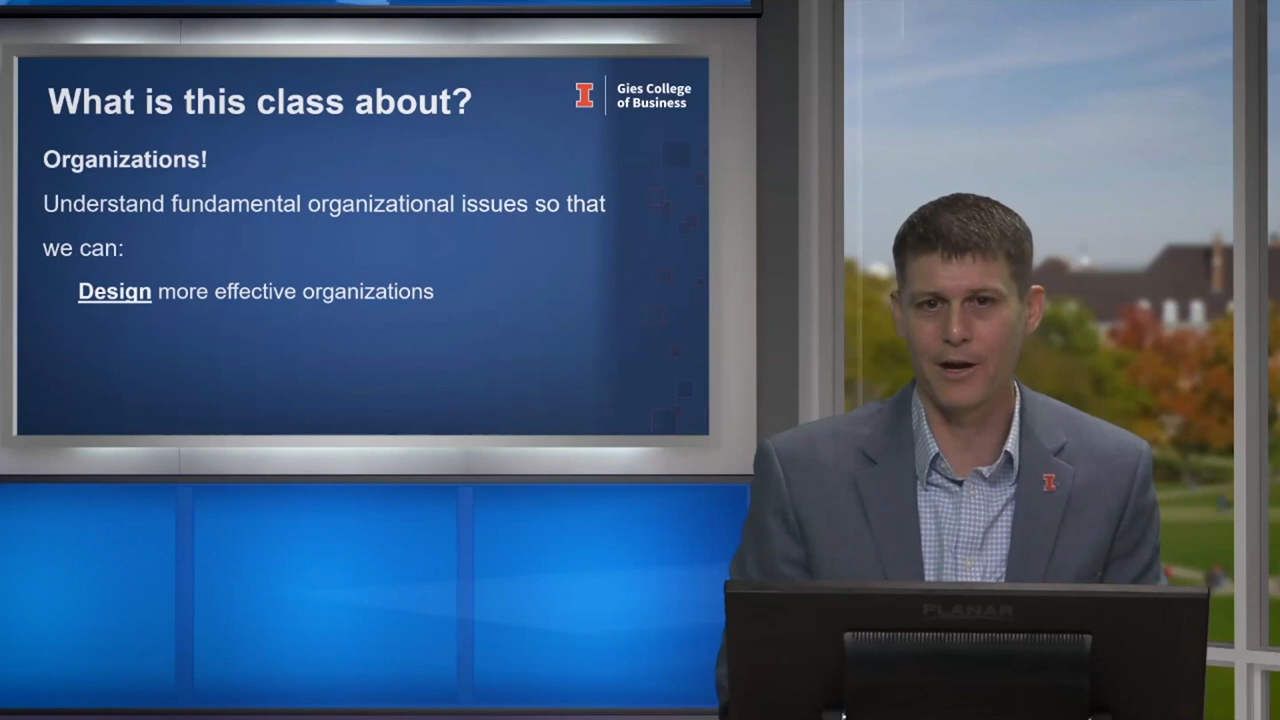 What is this class about?
I
Gies College
of Business
Organizations!
Understand fundamental organizational issues so that
we can:
Design more effective organizations
I
PLANAR